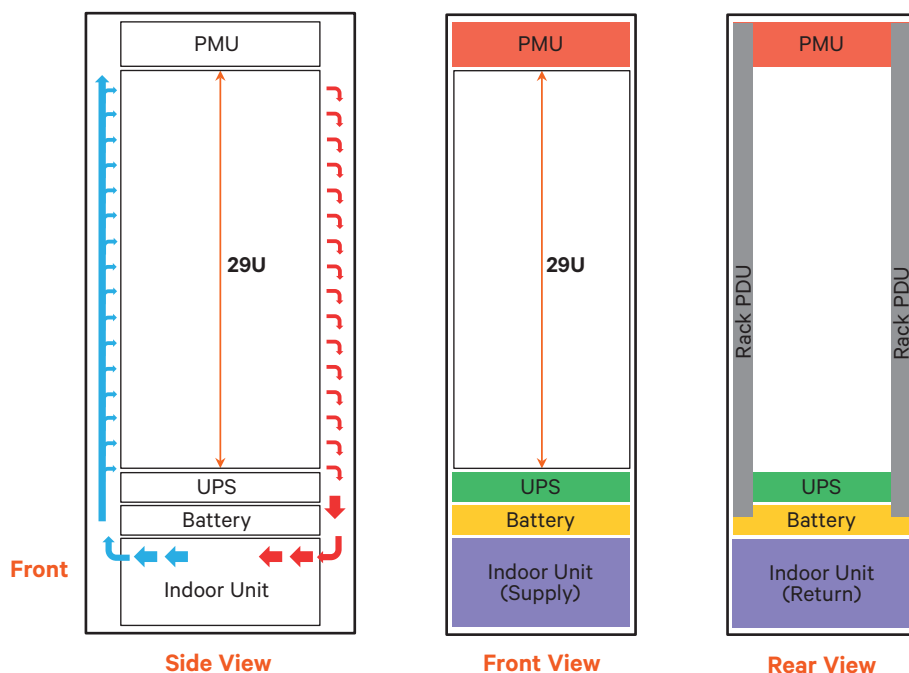 PMU
29U
UPS
Battery
Indoor Unit
Front
Side View
PMU
29U
UPS
Battery
Indoor Unit
(Supply)
Front View
PMU
Rack PDU
Rack PDU
UPS
Battery
Indoor Unit
(Return)
Rear View